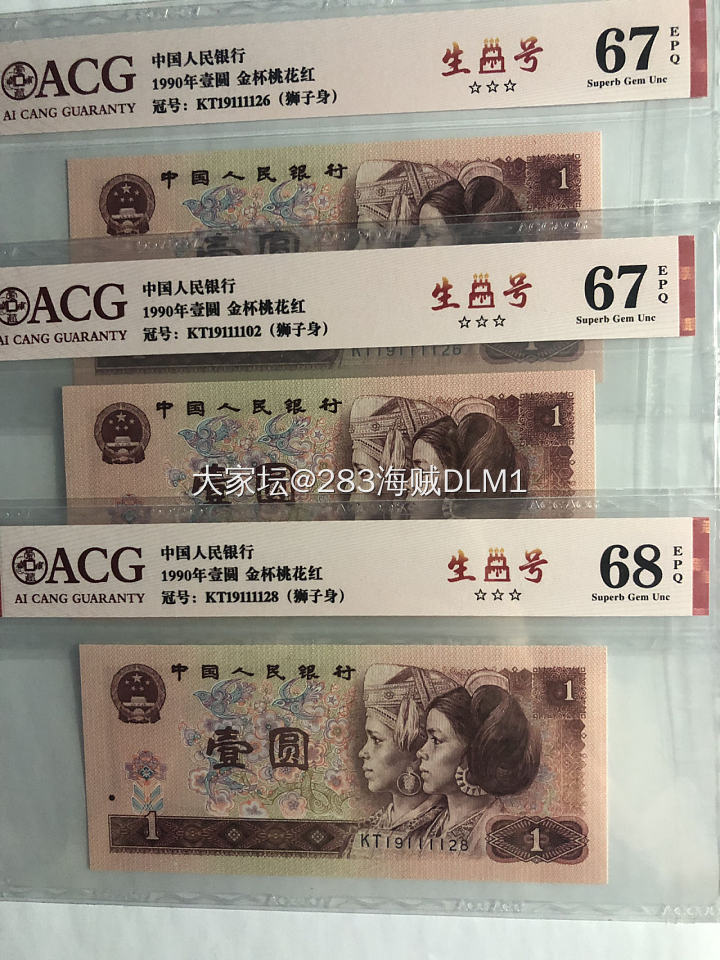 ACG
AI CANG GUARANTY
中国人民银行
1990年壹圆 金杯桃花红
冠号：KT19111126（狮子身）
生号
☆☆☆
67
EPQ
Superb Gem Unc
中国人民银行
1
壹圆
KT19111126
1
ACG
AI CANG GUARANTY
中国人民银行
1990年壹圆 金杯桃花红
冠号：KT19111102（狮子身）
生号
☆☆☆
67
EPQ
Superb Gem Unc
中国人民银行
1
壹圆
大家坛@283海贼DLM1
ACG
AI CANG GUARANTY
中国人民银行
1990年壹圆 金杯桃花红
冠号：KT19111128（狮子身）
生号
☆☆☆
68
EPQ
Superb Gem Unc
中国人民银行
1
壹圆
1
KT19111128
1